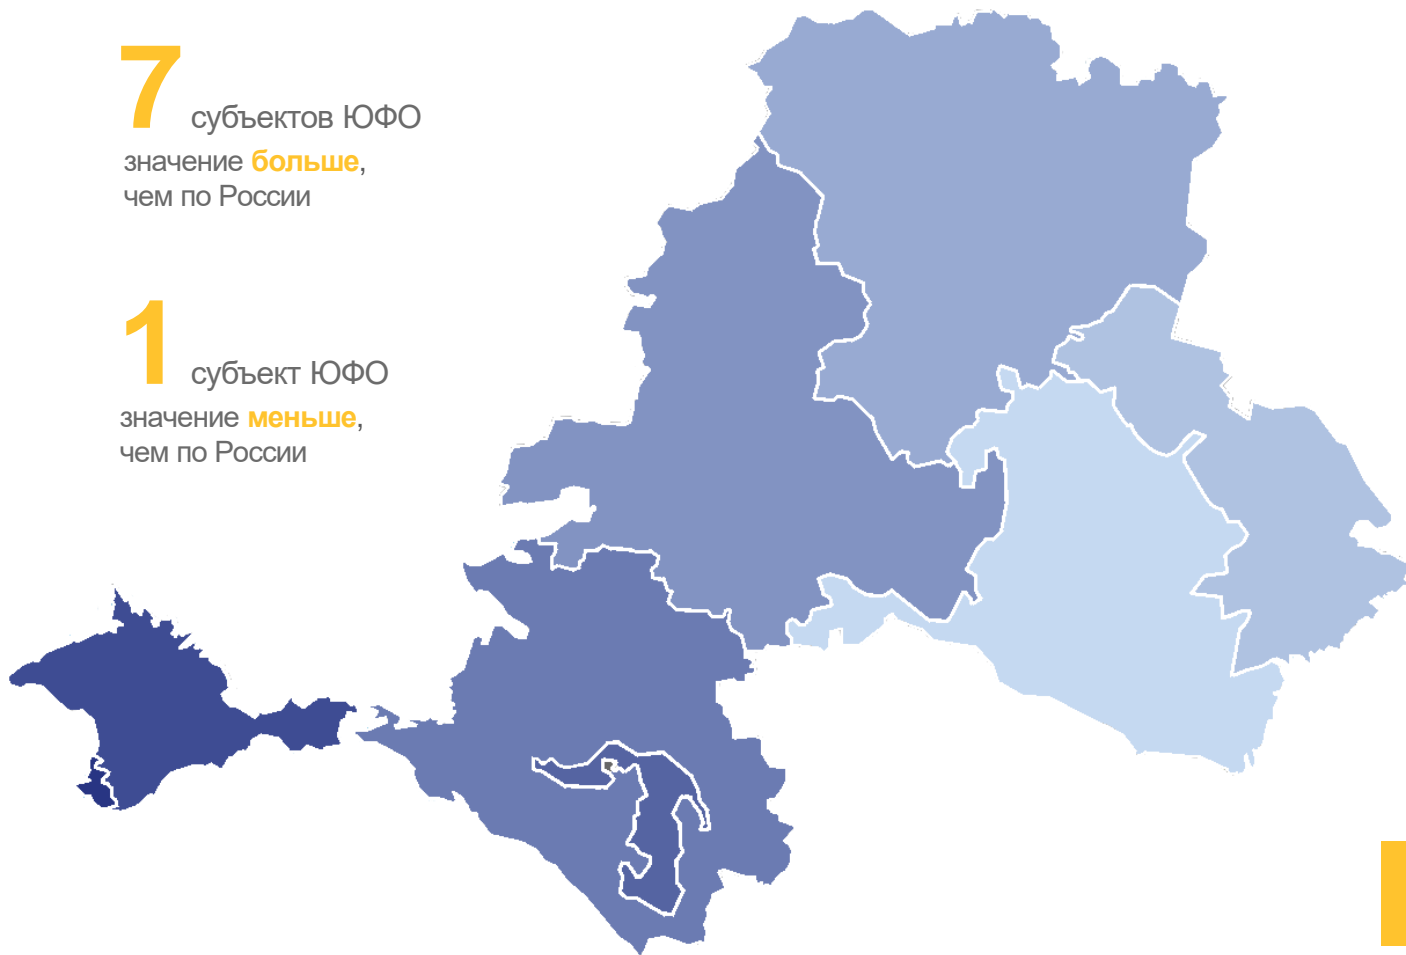 7 субъектов ЮФО
значение больше,
чем по России
1 субъект ЮФО
значение меньше,
чем по России